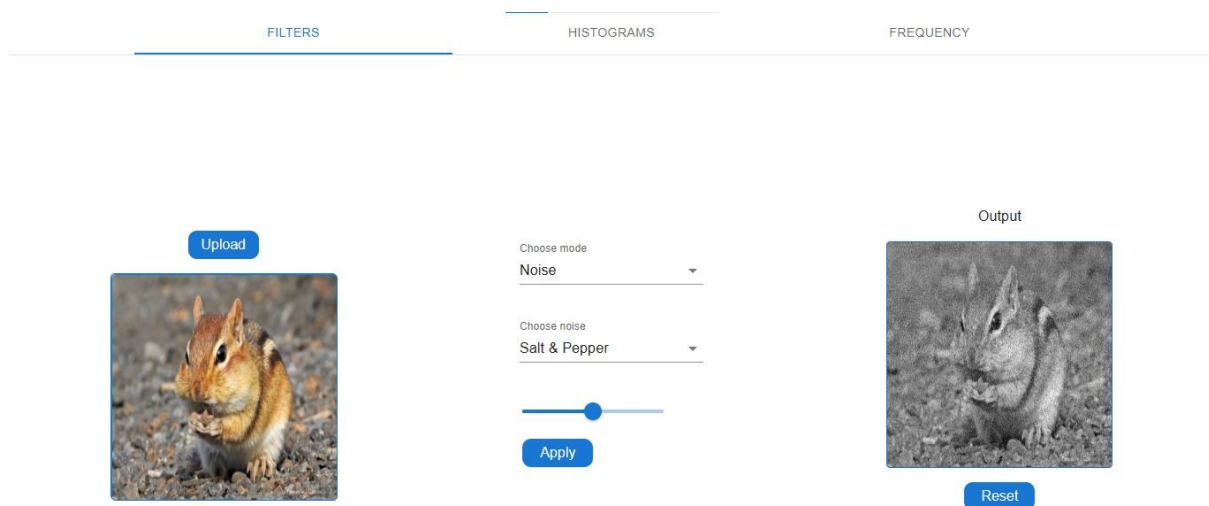 FILTERS
HISTOGRAMS
FREQUENCY
Upload
Choose mode
Noise
Choose noise
Salt & Pepper
Apply
Output
Reset